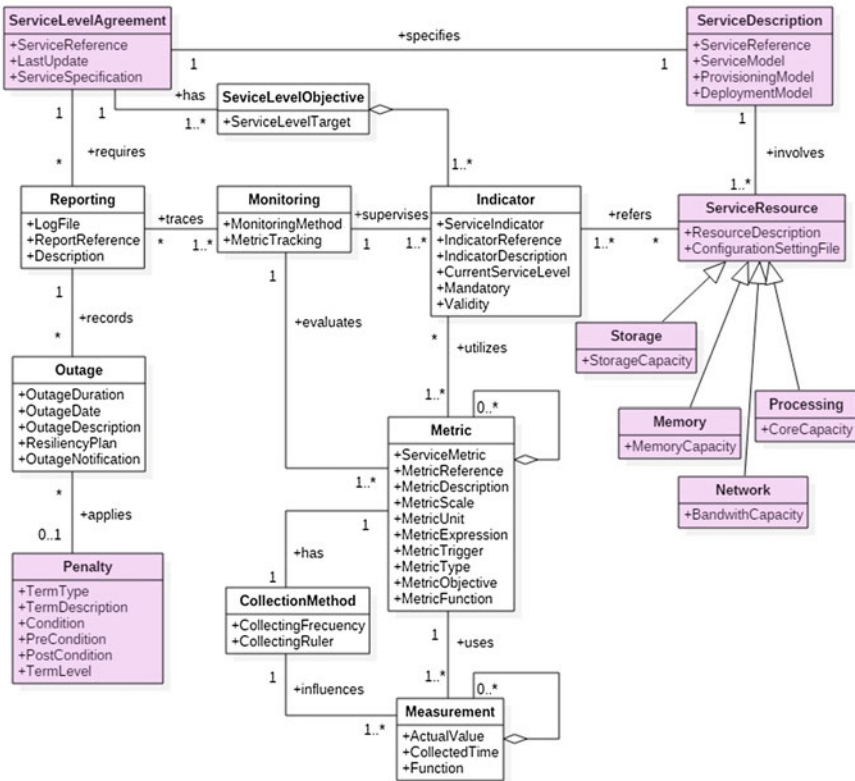 ServiceLevelAgreement
+ServiceReference
+LastUpdate
+ServiceSpecification
+specifies
1
1
ServiceDescription
+ServiceReference
+ServiceModel
+ProvisioningModel
+DeploymentModel
1
1
+has
1..*
SeviceLevelObjective
+ServiceLevelTarget
1..*
1
+involves
1..*
*
+requires
Reporting
+LogFile
+ReportReference
+Description
+traces
*
1..*
Monitoring
+MonitoringMethod
+MetricTracking
+supervises
1
1..*
Indicator
+ServiceIndicator
+IndicatorReference
+IndicatorDescription
+CurrentServiceLevel
+Mandatory
+Validity
+refers
1..*
*
ServiceResource
+ResourceDescription
+ConfigurationSettingFile
1
+records
*
1
+evaluates
1..*
*
+utilizes
1..*
Storage
+StorageCapacity
Memory
+MemoryCapacity
Processing
+CoreCapacity
Network
+BandwithCapacity
Outage
+OutageDuration
+OutageDate
+OutageDescription
+ResiliencyPlan
+OutageNotification
*
+applies
0..1
Penalty
+TermType
+TermDescription
+Condition
+PreCondition
+PostCondition
+TermLevel
0..*
Metric
+ServiceMetric
+MetricReference
+MetricDescription
+MetricScale
+MetricUnit
+MetricExpression
+MetricTrigger
+MetricType
+MetricObjective
+MetricFunction
1
+has
1
CollectionMethod
+CollectingFrecuency
+CollectingRuler
1
+influences
1..*
1
+uses
1..*
0..*
Measurement
+ActualValue
+CollectedTime
+Function